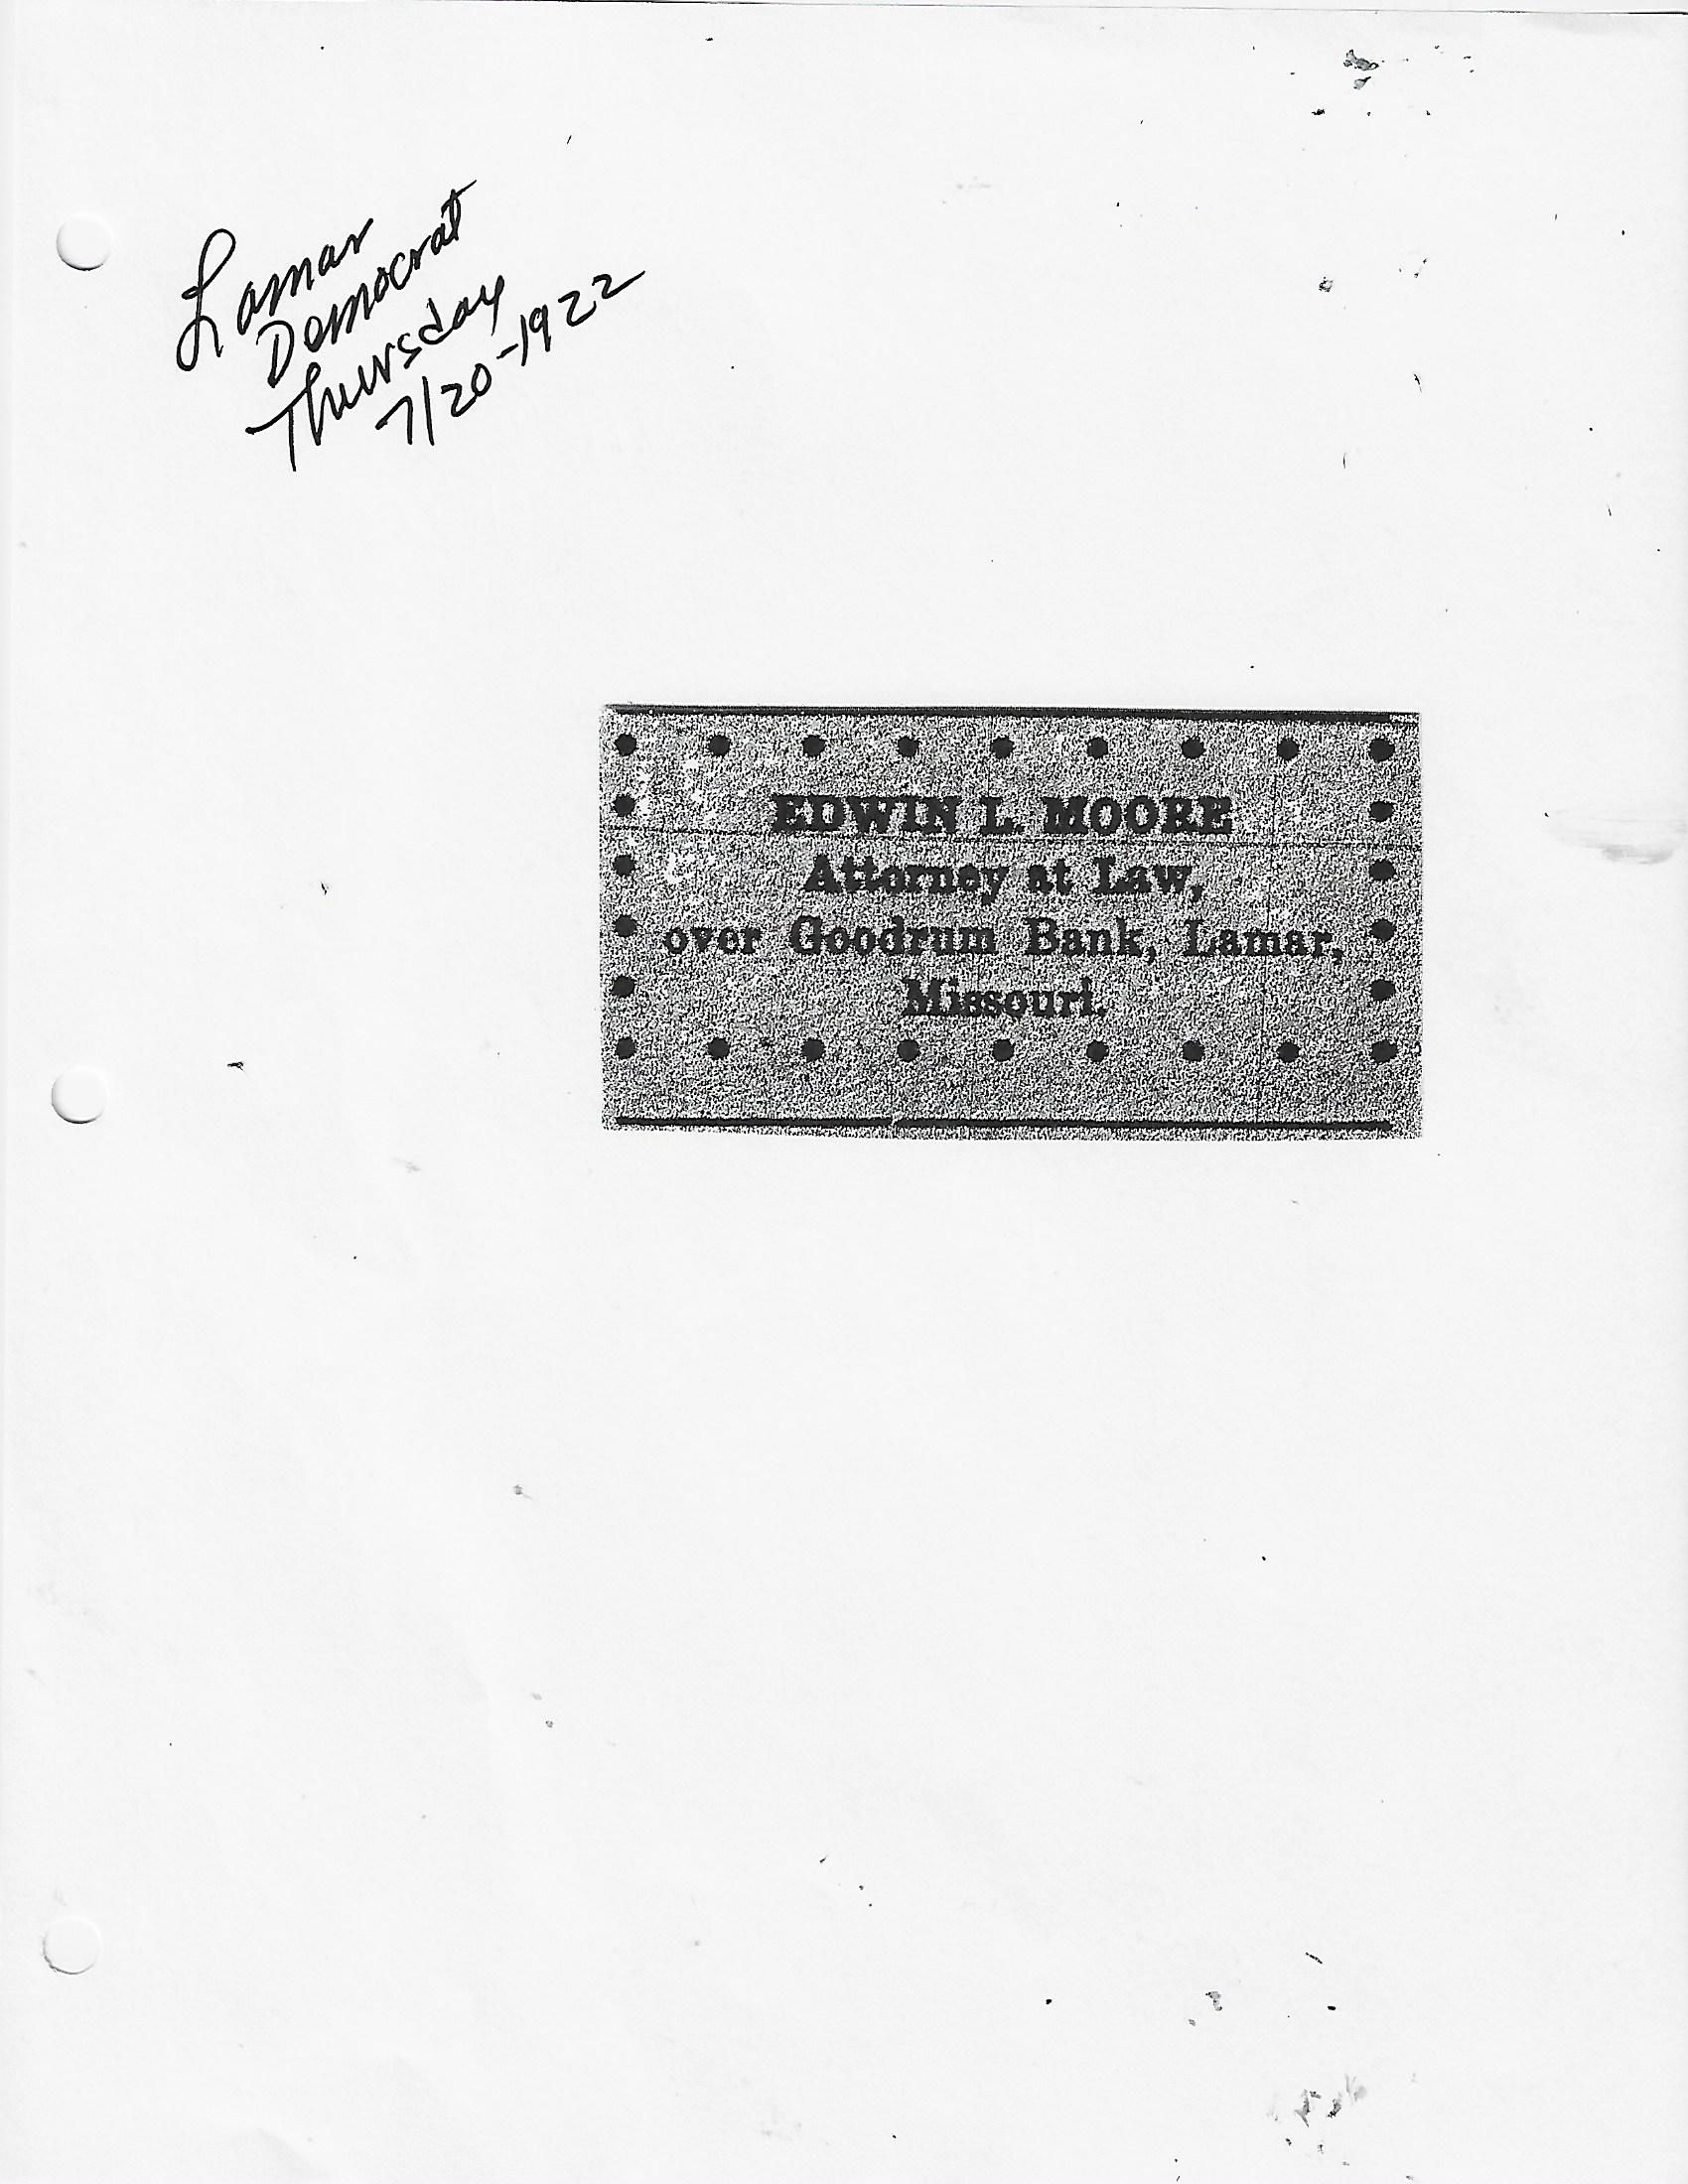 Lamar
Democrat
Thursday
7/20-1922
EDWIN L. MOORE
Attorney at Law,
over Goodrum Bank, Lamar,
Missouri.